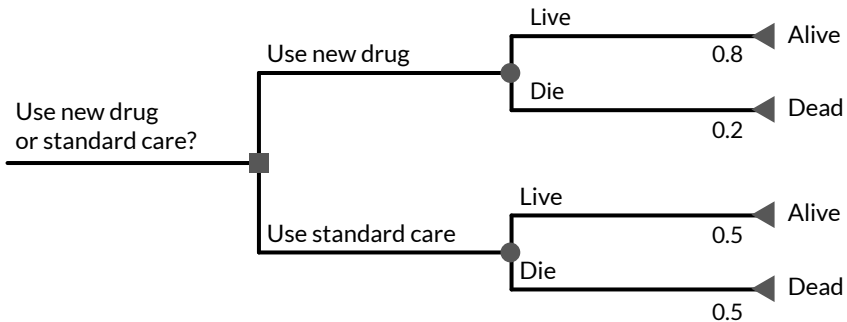 Use new drug
or standard care?
Use new drug
Live
0.8
Alive
Die
0.2
Dead
Use standard care
Live
0.5
Alive
Die
0.5
Dead